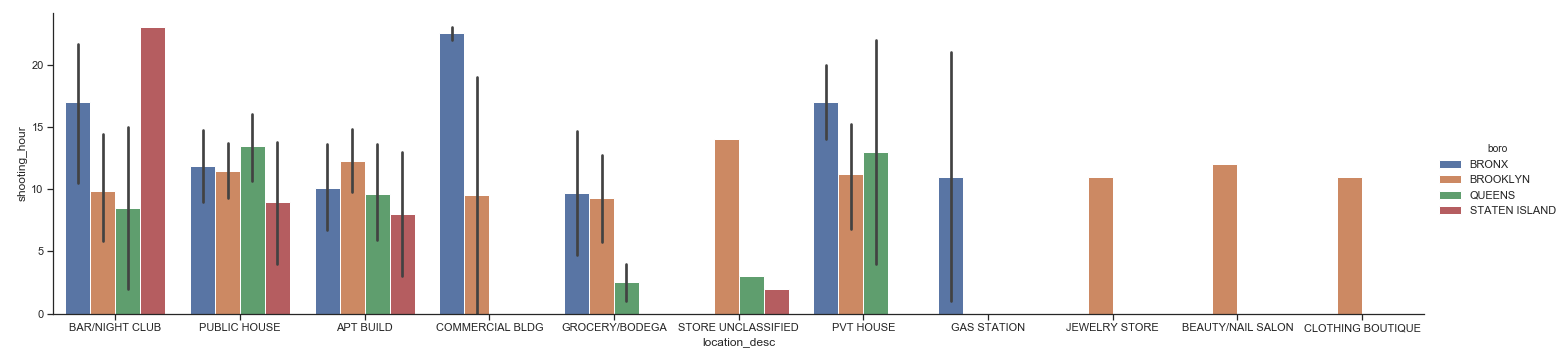 20
15
10
5
0
shooting_hour
BAR/NIGHT CLUB
PUBLIC HOUSE
APT BUILD
COMMERCIAL BLDG
GROCERY/BODEGA
STORE UNCLASSIFIED
PVT HOUSE
GAS STATION
JEWELRY STORE
BEAUTY/NAIL SALON
CLOTHING BOUTIQUE
location_desc
boro
BRONX
BROOKLYN
QUEENS
STATEN ISLAND